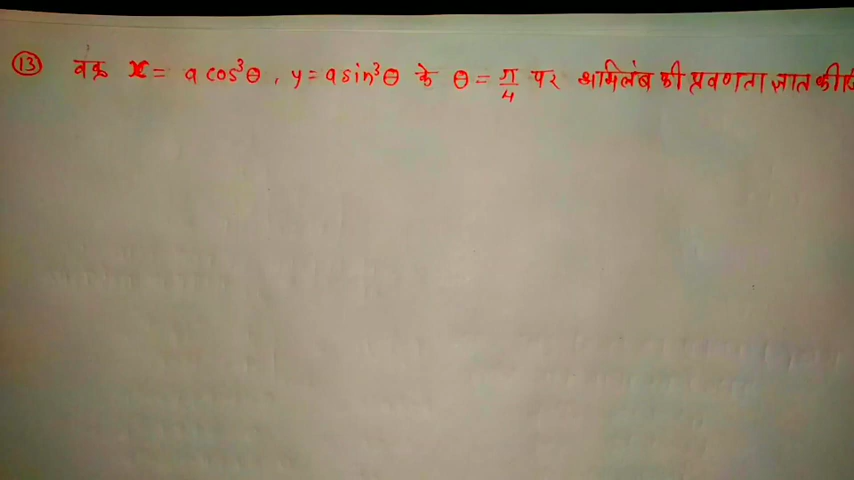 (13) वक्र x = a cos³θ , y = a sin³θ के θ = π/4 पर अभिलंब की प्रवणता ज्ञात